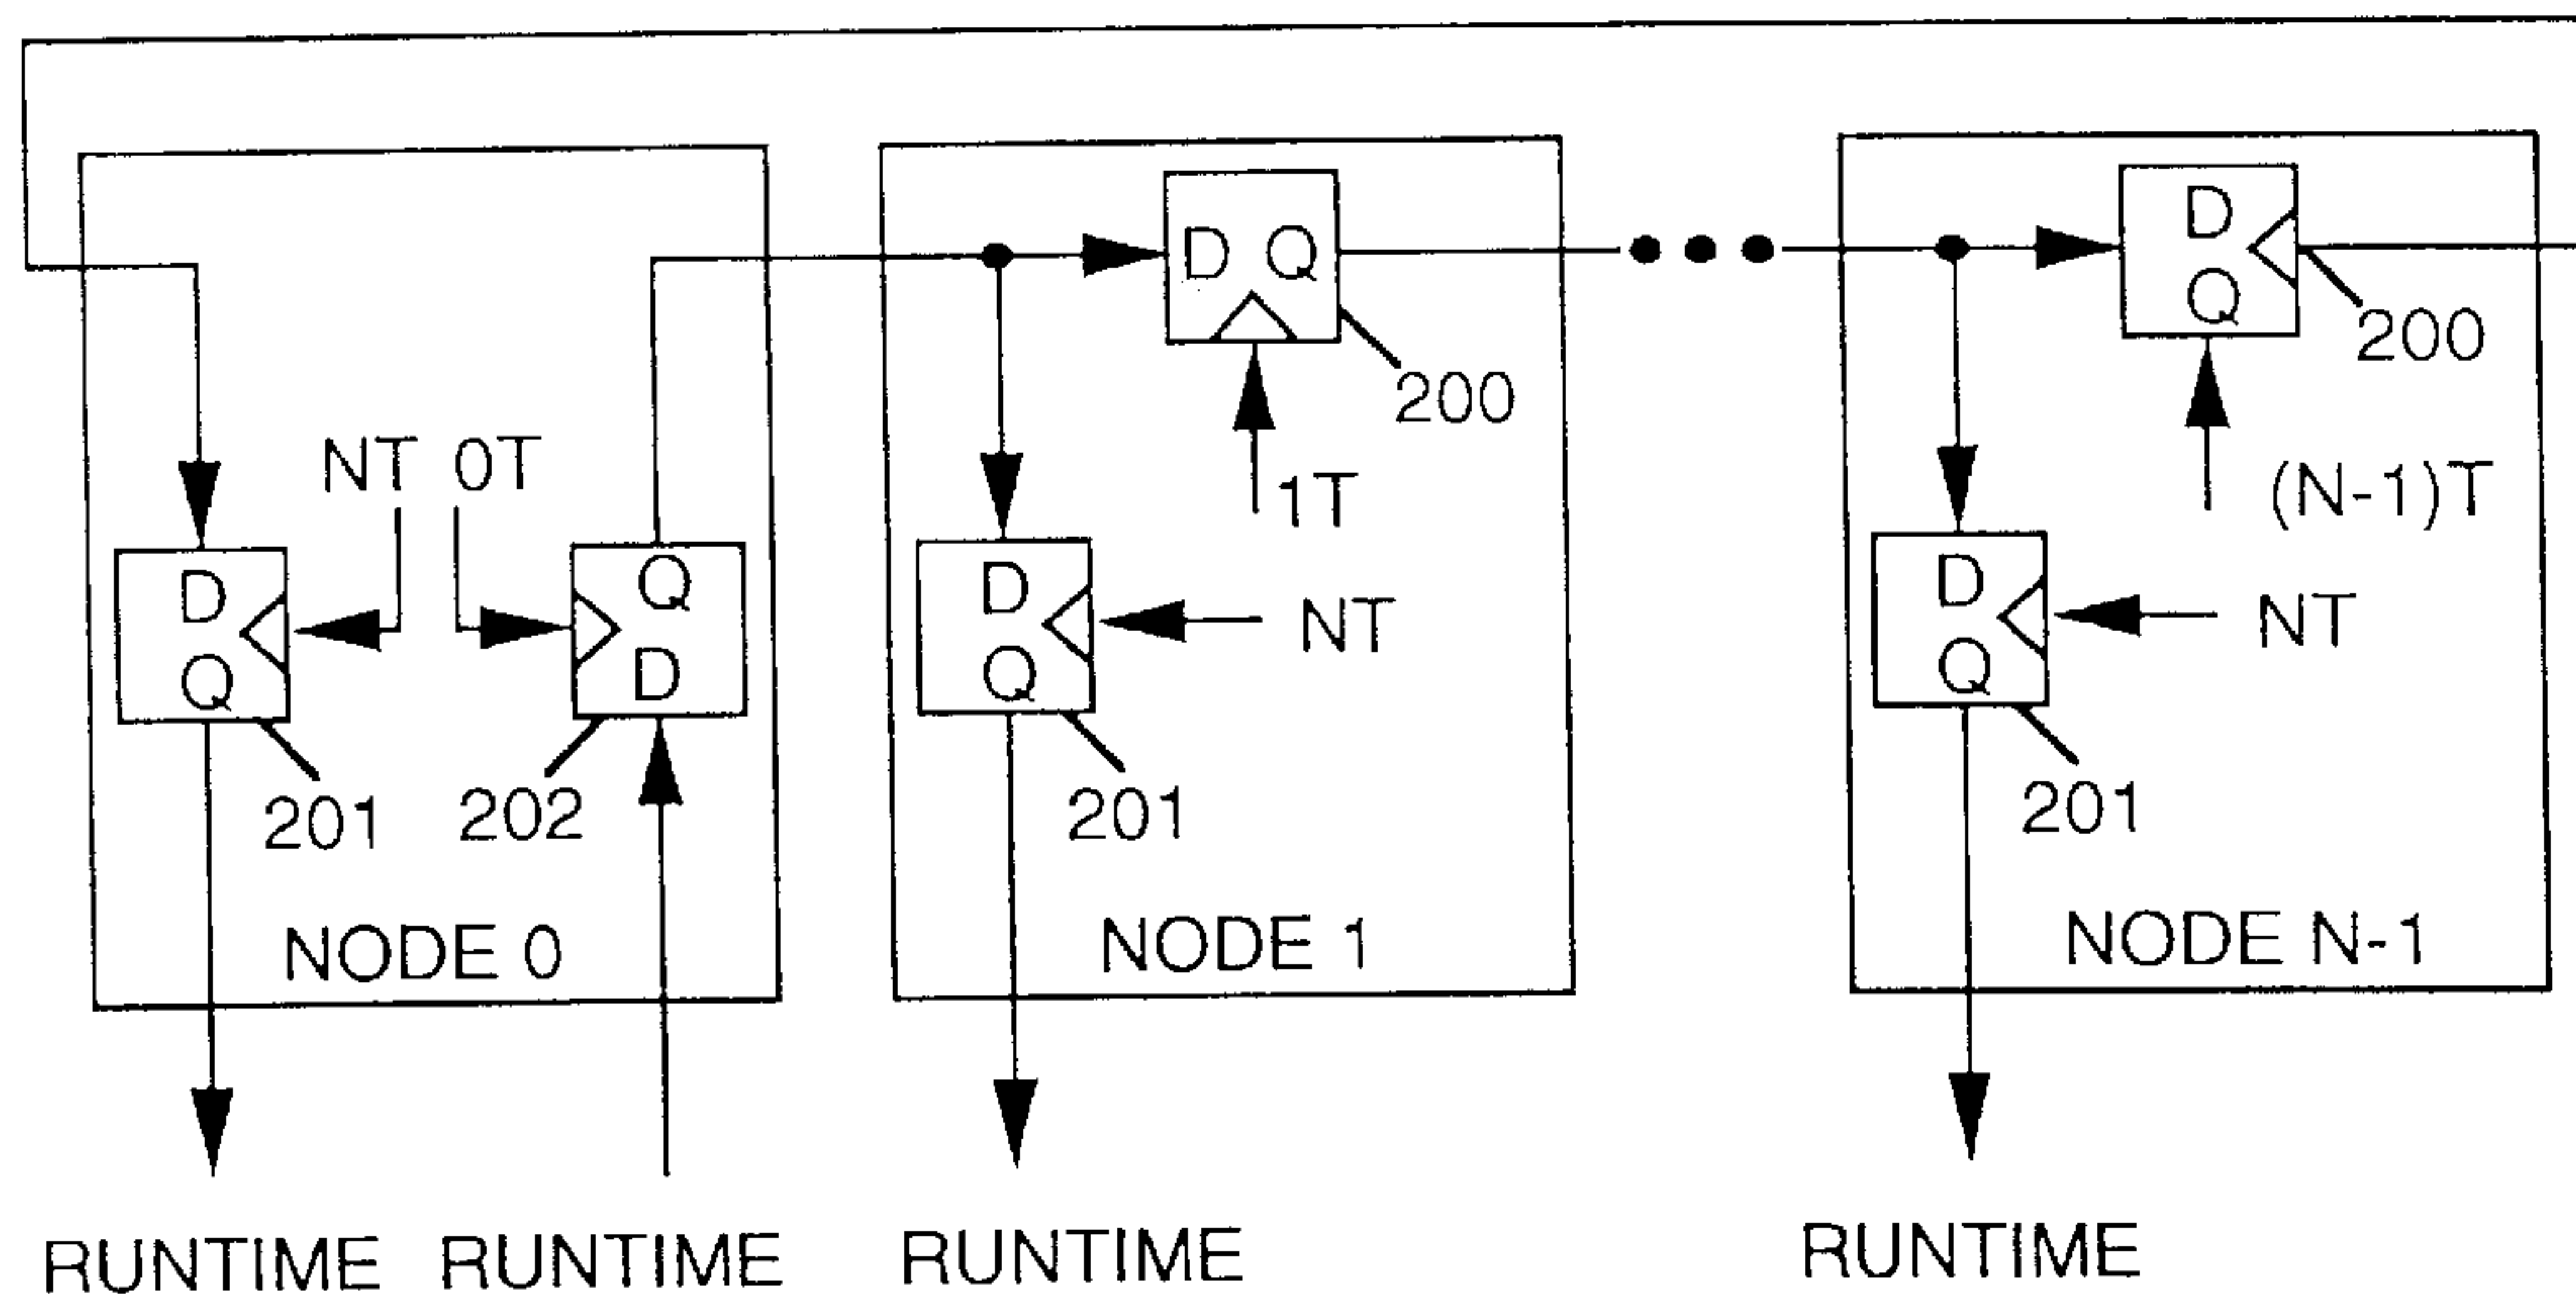 D Q
200
1T
D
Q
200
(N-1)T
NT 0T
D
Q
201
Q
D
202
D
Q
NT
201
D
Q
NT
201
NODE 0
NODE 1
NODE N-1
RUNTIME RUNTIME RUNTIME RUNTIME